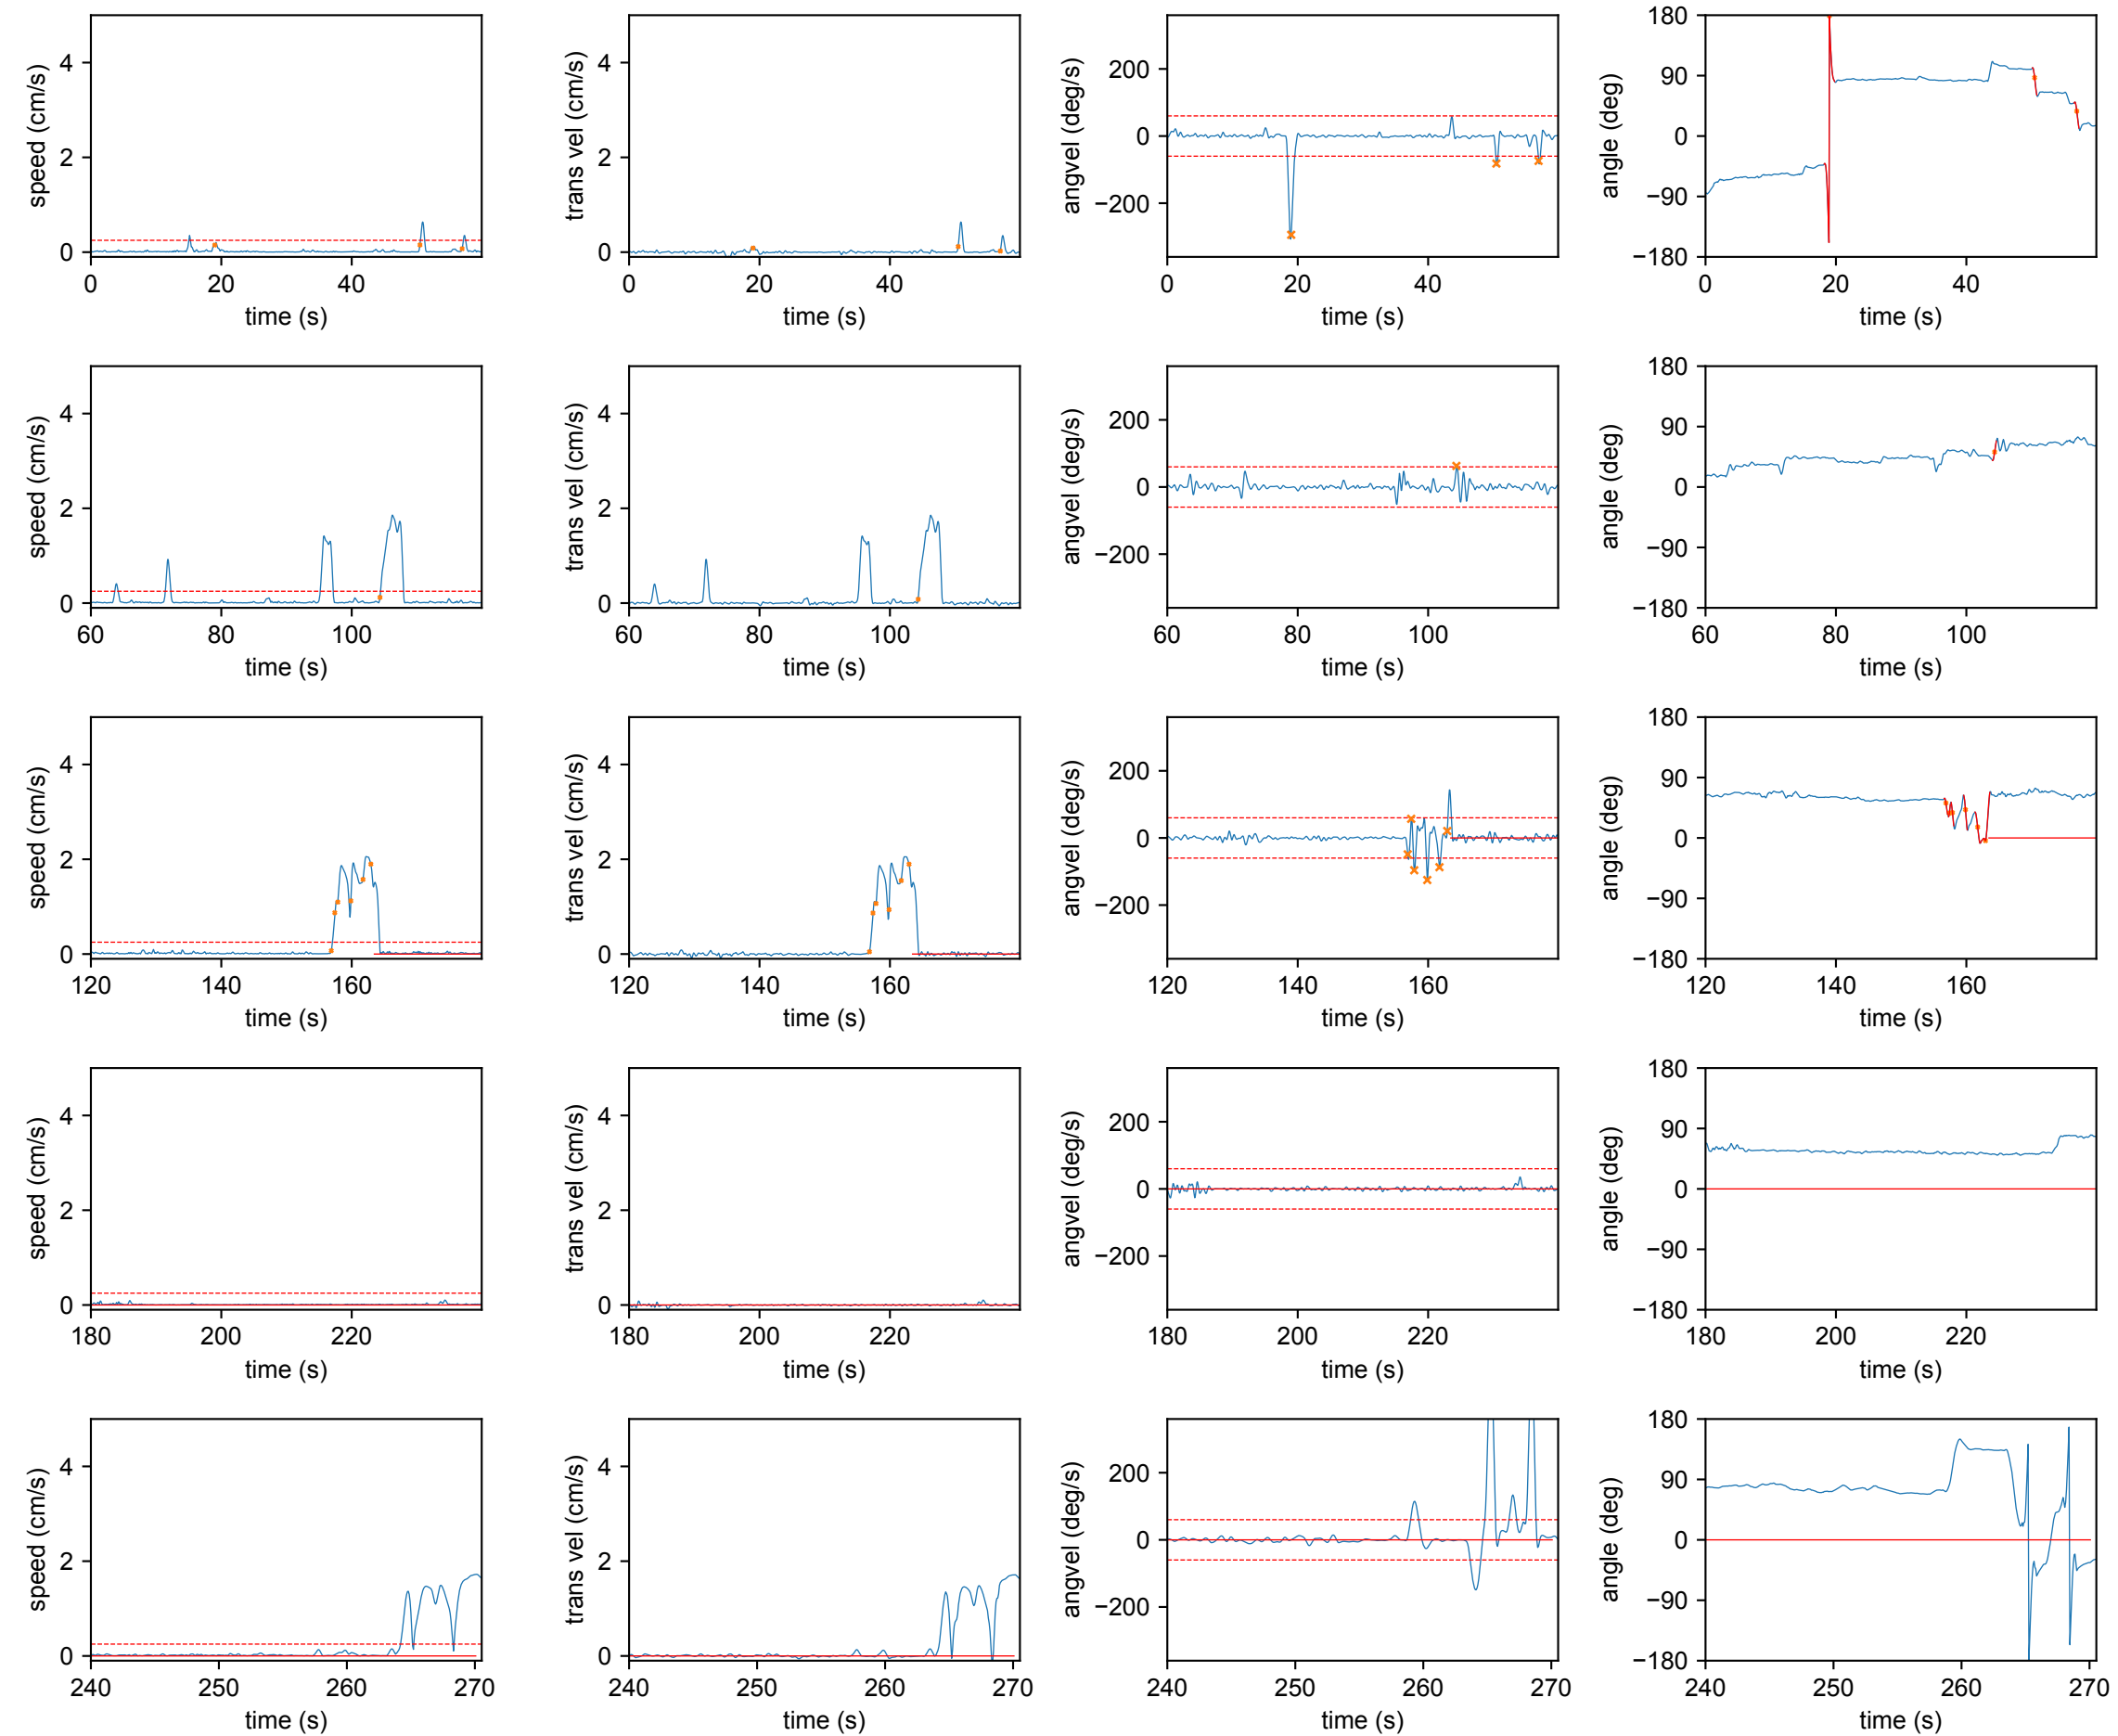 speed (cm/s)
4
2
0
0 20 40
time (s)
trans vel (cm/s)
4
2
0
0 20 40
time (s)
angvel (deg/s)
200
0
−200
0 20 40
time (s)
angle (deg)
180
90
0
−90
−180
0 20 40
time (s)
speed (cm/s)
4
2
0
60 80 100
time (s)
trans vel (cm/s)
4
2
0
60 80 100
time (s)
angvel (deg/s)
200
0
−200
60 80 100
time (s)
angle (deg)
180
90
0
−90
−180
60 80 100
time (s)
speed (cm/s)
4
2
0
120 140 160
time (s)
trans vel (cm/s)
4
2
0
120 140 160
time (s)
angvel (deg/s)
200
0
−200
120 140 160
time (s)
angle (deg)
180
90
0
−90
−180
120 140 160
time (s)
speed (cm/s)
4
2
0
180 200 220
time (s)
trans vel (cm/s)
4
2
0
180 200 220
time (s)
angvel (deg/s)
200
0
−200
180 200 220
time (s)
angle (deg)
180
90
0
−90
−180
180 200 220
time (s)
speed (cm/s)
4
2
0
240 250 260 270
time (s)
trans vel (cm/s)
4
2
0
240 250 260 270
time (s)
angvel (deg/s)
200
0
−200
240 250 260 270
time (s)
angle (deg)
180
90
0
−90
−180
240 250 260 270
time (s)